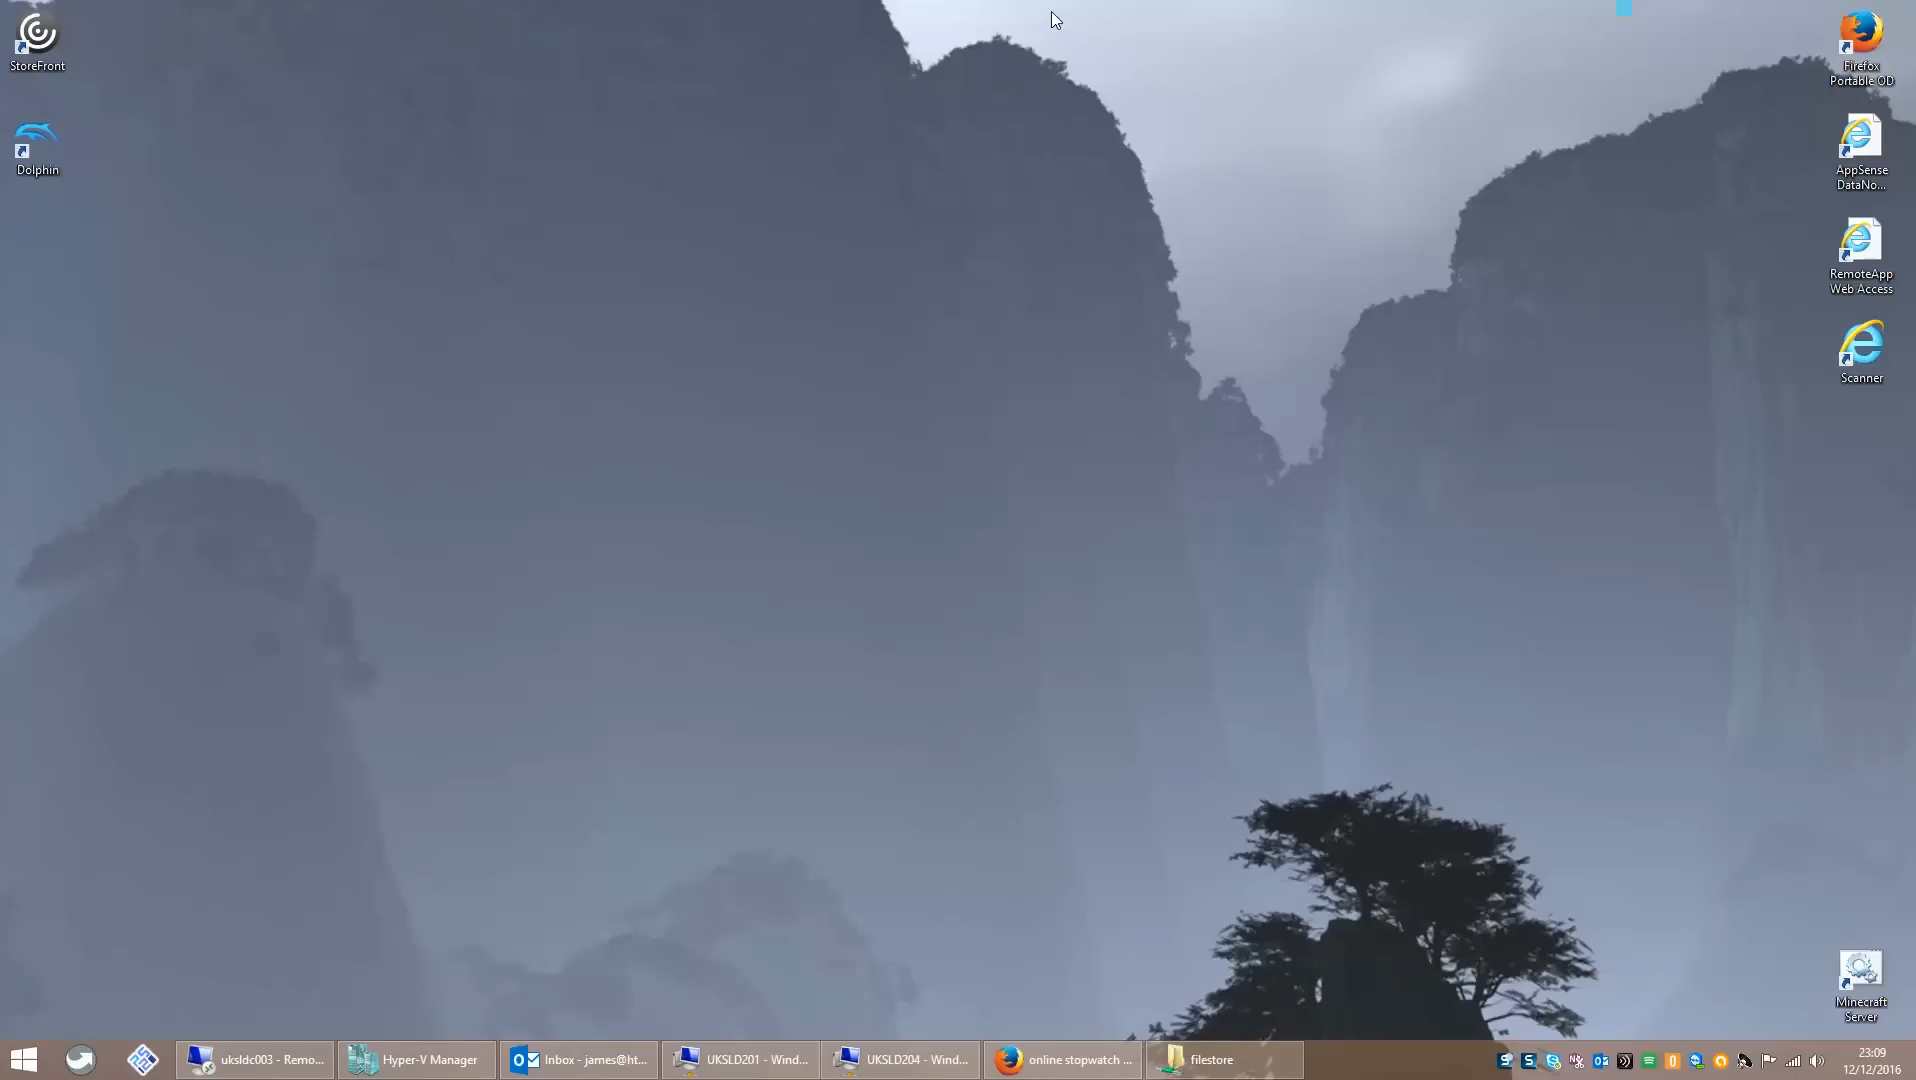 StoreFront
Dolphin
Firefox
Portable OD
AppSense
DataNo...
RemoteApp
Web Access
Scanner
Minecraft
Server
uksldc003 - Remo...
Hyper-V Manager
Inbox - james@ht...
UKSLD201 - Wind...
UKSLD204 - Wind...
online stopwatch ...
filestore
23:09
12/12/2016